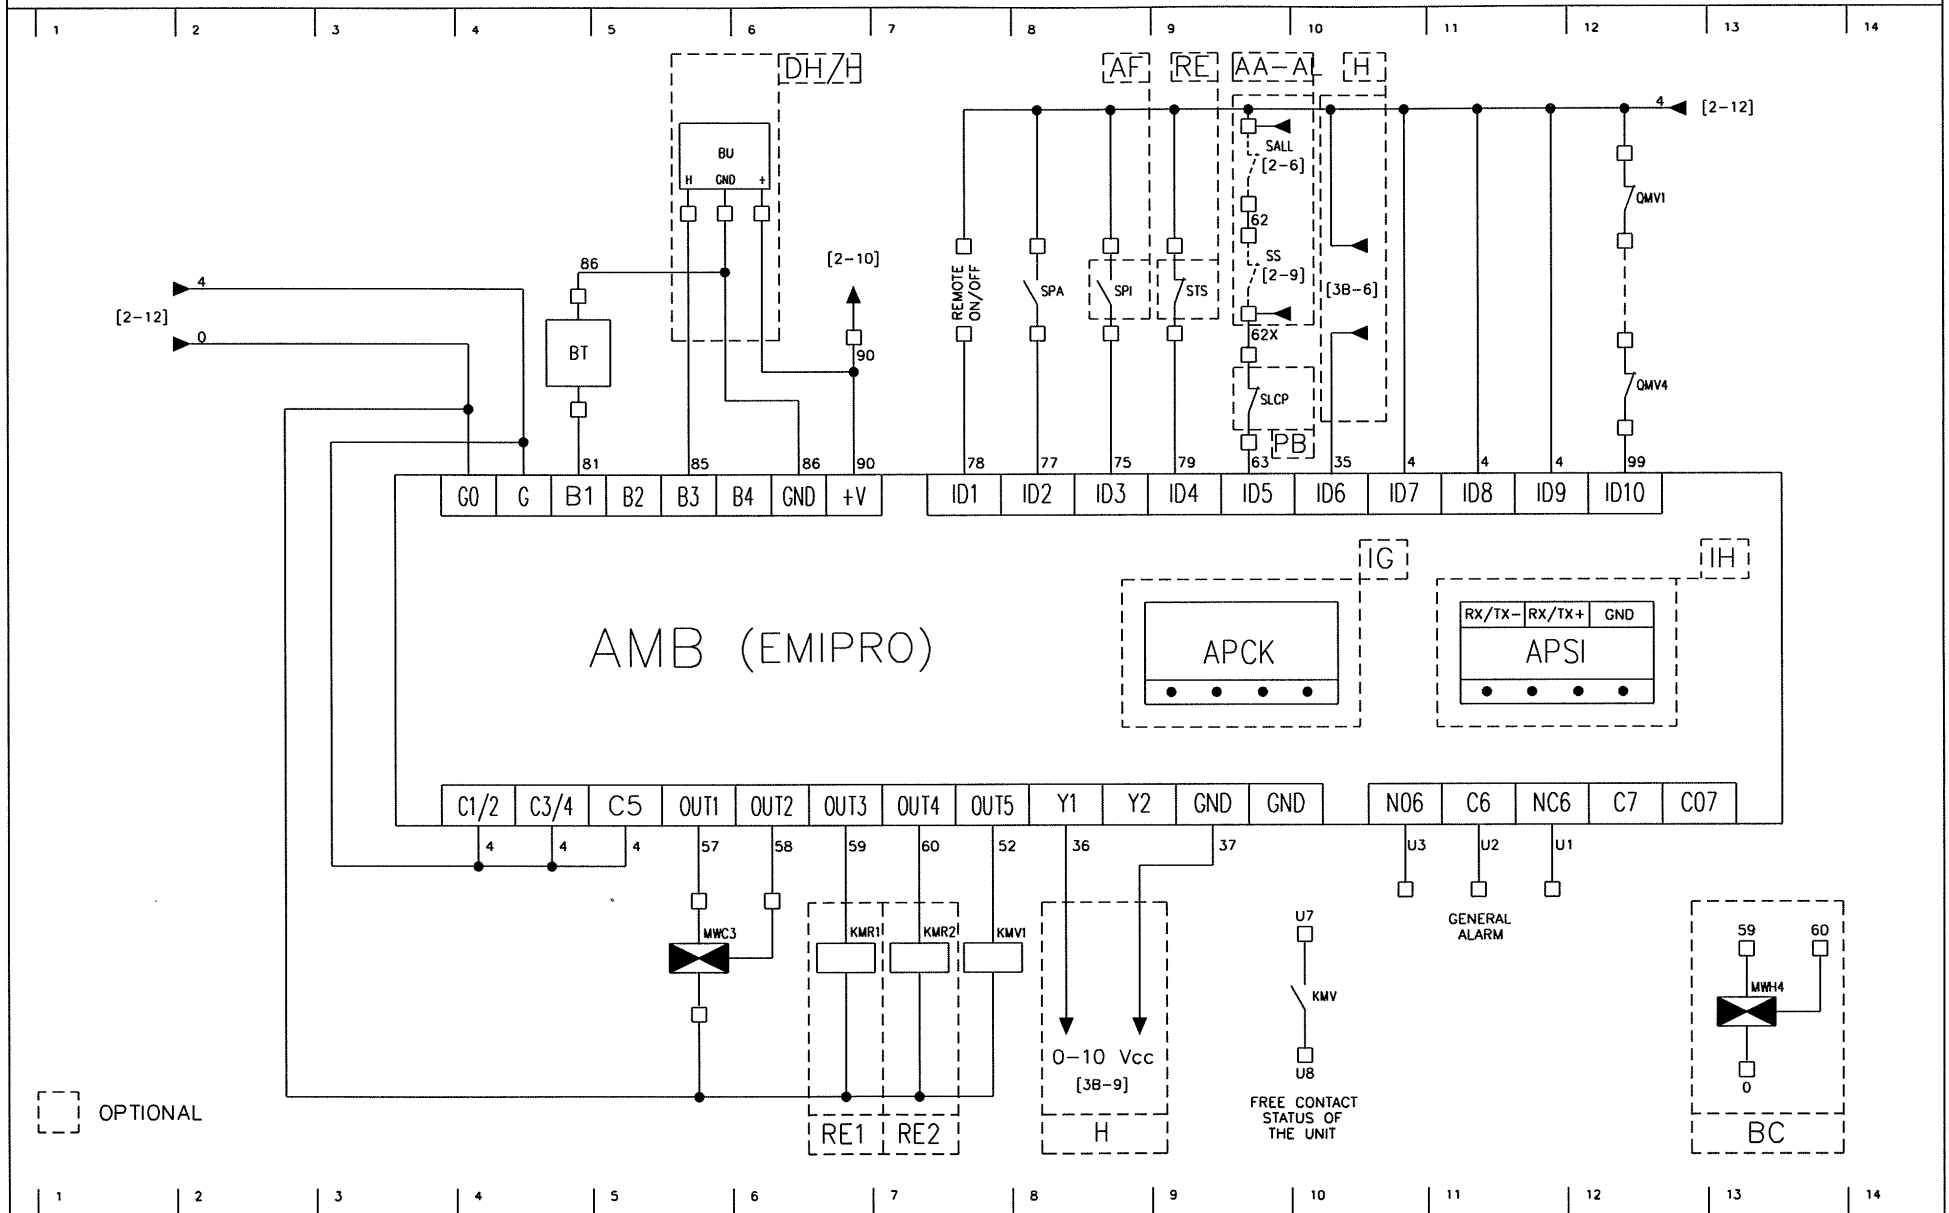 1 2 3 4 5 6 7 8 9 10 11 12 13 14
DH/H AF RE AA-AL H
4 [2-12]
BU
H GND +
SALL
[2-6]
QMV1
62
86
[2-10]
REMOTE
ON/OFF
SPA
SPI
STS
SS
[2-9]
[3B-6]
4
[2-12]
0
BT
90
62X
SLCP
QMV4
PB
81 85 86 90 78 77 75 79 63 35 4 4 4 99
G0 G B1 B2 B3 B4 GND +V ID1 ID2 ID3 ID4 ID5 ID6 ID7 ID8 ID9 ID10
IG IH
RX/TX- RX/TX+ GND
AMB (EMIPRO)
APCK
APSI
C1/2 C3/4 C5 OUT1 OUT2 OUT3 OUT4 OUT5 Y1 Y2 GND GND NO6 C6 NC6 C7 CO7
4 4 4 57 58 59 60 52 36 37 U3 U2 U1
GENERAL
ALARM
MWC3 KMR1 KMR2 KMV1
U7
59 60
KMV
MWH4
0-10 Vcc
[3B-9]
U8
0
FREE CONTACT
STATUS OF
THE UNIT
OPTIONAL
RE1 RE2 H BC
1 2 3 4 5 6 7 8 9 10 11 12 13 14